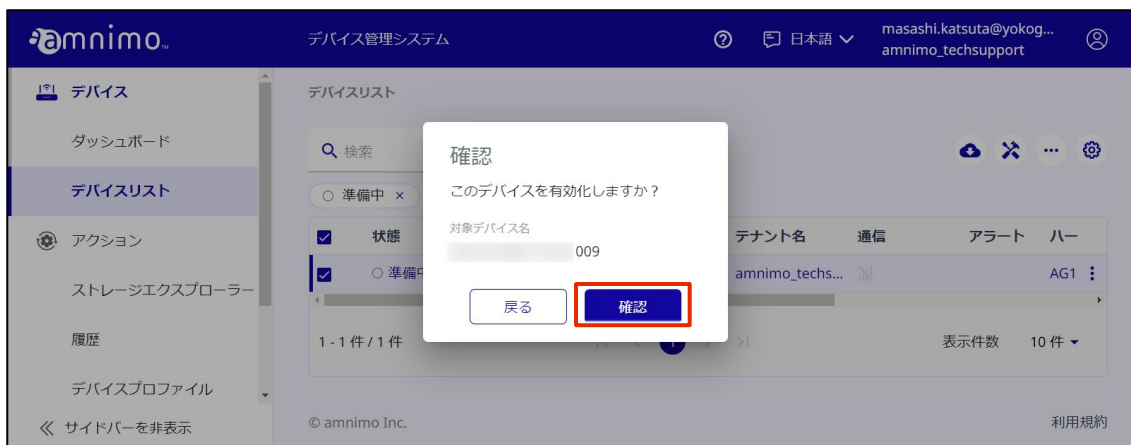 amnimo™
デバイス管理システム
日本語
masashi.katsuta@yokog...
amnimo_techsupport
デバイス
ダッシュボード
デバイスリスト
アクション
ストレージエクスプローラー
履歴
デバイスプロファイル
サイドバーを非表示
デバイスリスト
検索
準備中 ×
状態
テナント名
通信
アラート
ハー
準備
amnimo_techs...
AG1
1 - 1 件 / 1 件
1
表示件数
10 件
確認
このデバイスを有効化しますか？
対象デバイス名
009
戻る
確認
© amnimo Inc.
利用規約